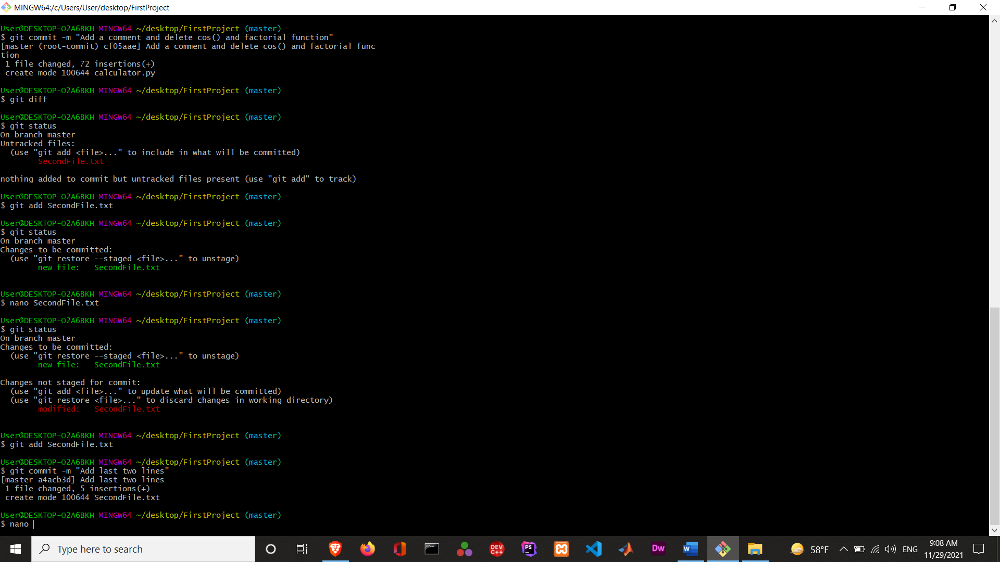 MINGW64:/c/Users/User/desktop/FirstProject
User@DESKTOP-O2A6BKH MINGW64 ~/desktop/FirstProject (master)
$ git commit -m "Add a comment and delete cos() and factorial function"
[master (root-commit) cf05aae] Add a comment and delete cos() and factorial func
tion
 1 file changed, 72 insertions(+)
 create mode 100644 calculator.py
User@DESKTOP-O2A6BKH MINGW64 ~/desktop/FirstProject (master)
$ git diff
User@DESKTOP-O2A6BKH MINGW64 ~/desktop/FirstProject (master)
$ git status
On branch master
Untracked files:
  (use "git add <file>..." to include in what will be committed)
        SecondFile.txt
nothing added to commit but untracked files present (use "git add" to track)
User@DESKTOP-O2A6BKH MINGW64 ~/desktop/FirstProject (master)
$ git add SecondFile.txt
User@DESKTOP-O2A6BKH MINGW64 ~/desktop/FirstProject (master)
$ git status
On branch master
Changes to be committed:
  (use "git restore --staged <file>..." to unstage)
        new file:   SecondFile.txt
User@DESKTOP-O2A6BKH MINGW64 ~/desktop/FirstProject (master)
$ nano SecondFile.txt
User@DESKTOP-O2A6BKH MINGW64 ~/desktop/FirstProject (master)
$ git status
On branch master
Changes to be committed:
  (use "git restore --staged <file>..." to unstage)
        new file:   SecondFile.txt
Changes not staged for commit:
  (use "git add <file>..." to update what will be committed)
  (use "git restore <file>..." to discard changes in working directory)
        modified:   SecondFile.txt
User@DESKTOP-O2A6BKH MINGW64 ~/desktop/FirstProject (master)
$ git add SecondFile.txt
User@DESKTOP-O2A6BKH MINGW64 ~/desktop/FirstProject (master)
$ git commit -m "Add last two lines"
[master a4acb3d] Add last two lines
 1 file changed, 5 insertions(+)
 create mode 100644 SecondFile.txt
User@DESKTOP-O2A6BKH MINGW64 ~/desktop/FirstProject (master)
$ nano
Type here to search
DEV C++
PS
Dw
W
58°F
ENG
9:08 AM
11/29/2021